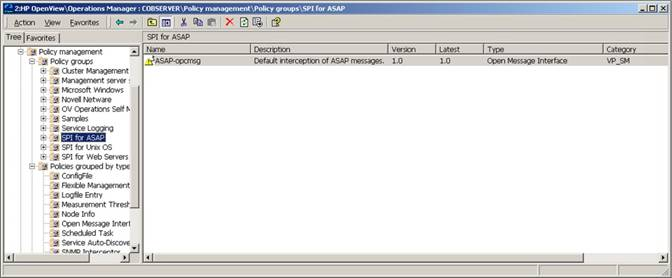 2:HP OpenView\Operations Manager : COBSERVER\Policy management\Policy groups\SPI for ASAP
Action View Favorites
Tree Favorites
SPI for ASAP
Name Description Version Latest Type Category
ASAP-opcmsg Default interception of ASAP messages. 1.0 1.0 Open Message Interface VP_SM
Policy management
Policy groups
Cluster Management
Management server s
Microsoft Windows
Novell Netware
OV Operations Self M
Samples
Service Logging
SPI for ASAP
SPI for Unix OS
SPI for Web Servers
Policies grouped by type
ConfigFile
Flexible Management
Logfile Entry
Measurement Thresh
Node Info
Open Message Interf
Scheduled Task
Service Auto-Discove
SNMP Interceptor